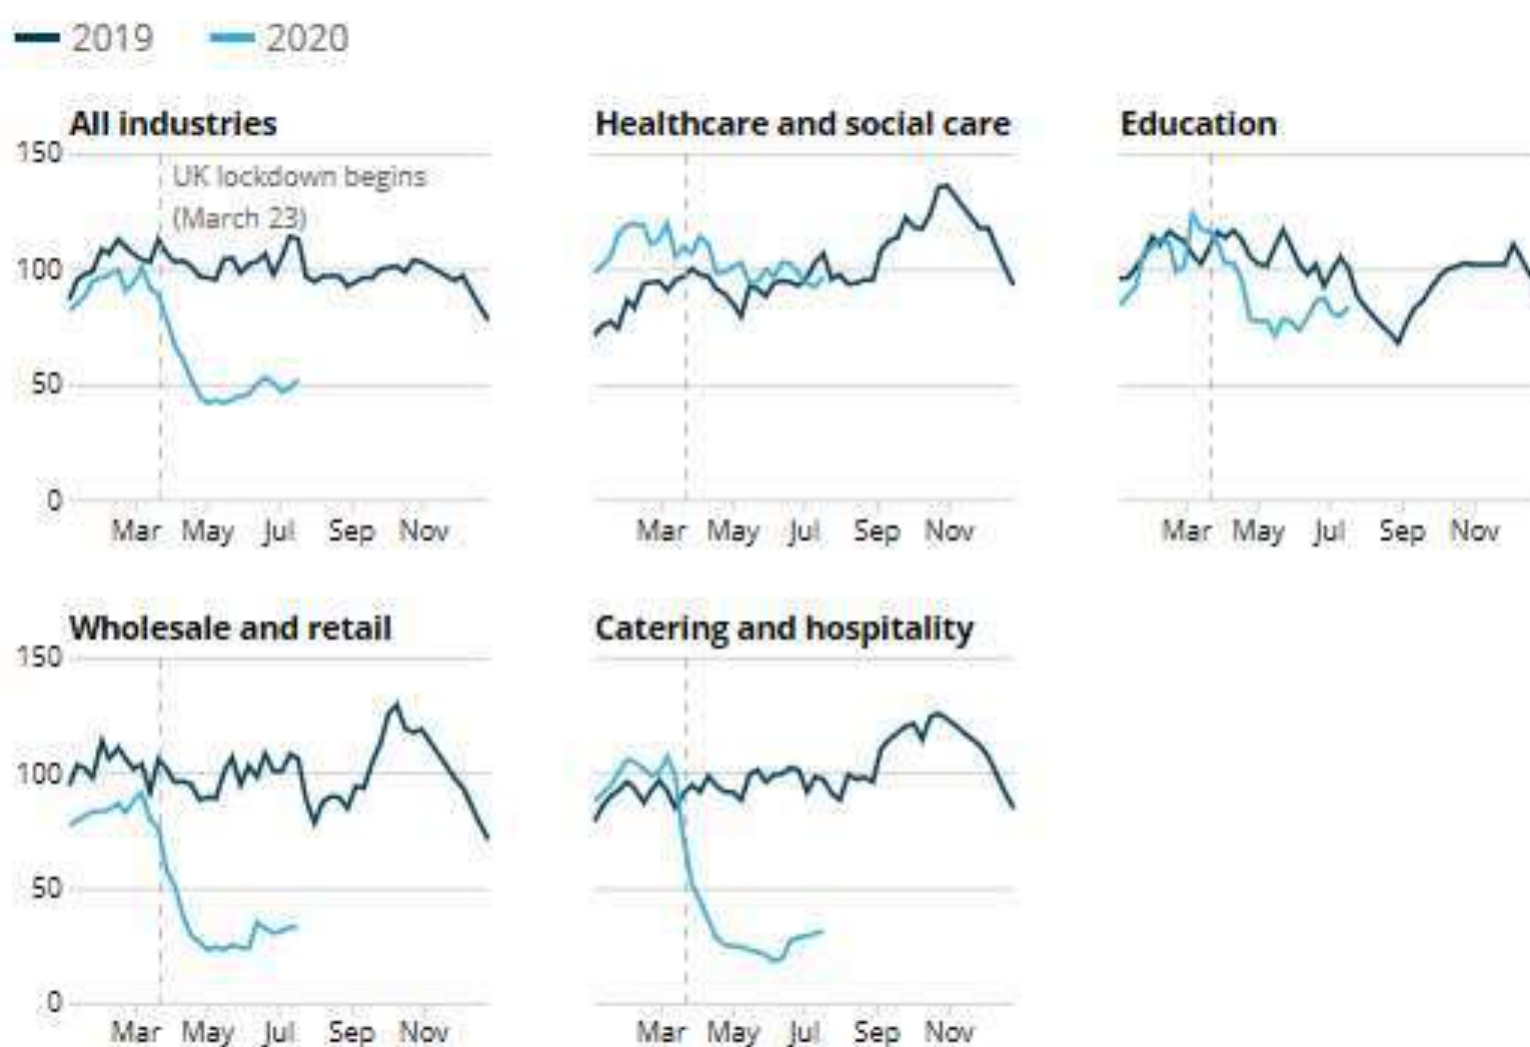 2019 2020
All industries Healthcare and social care Education
150
UK lockdown begins
(March 23)
100
50
0
Mar May Jul Sep Nov Mar May Jul Sep Nov Mar May Jul Sep Nov
Wholesale and retail Catering and hospitality
150
100
50
0
Mar May Jul Sep Nov Mar May Jul Sep Nov